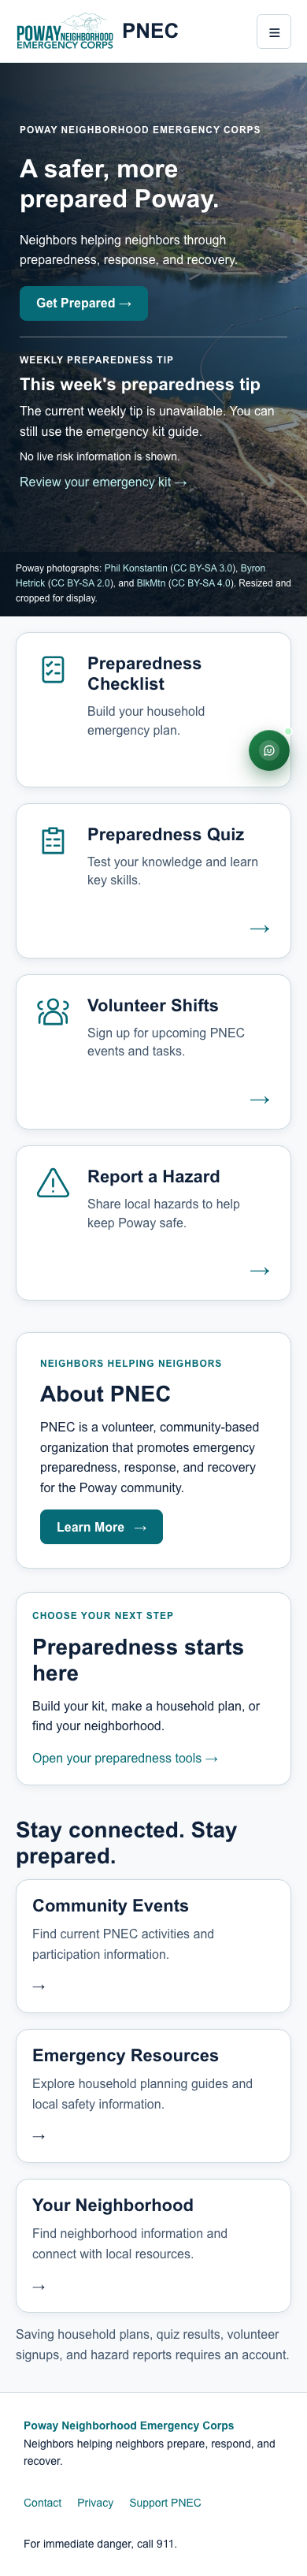 POWAY NEIGHBORHOOD
EMERGENCY CORPS
PNEC
POWAY NEIGHBORHOOD EMERGENCY CORPS
A safer, more
prepared Poway.
Neighbors helping neighbors through
preparedness, response, and recovery.
Get Prepared →
WEEKLY PREPAREDNESS TIP
This week's preparedness tip
The current weekly tip is unavailable. You can
still use the emergency kit guide.
No live risk information is shown.
Review your emergency kit →
Poway photographs: Phil Konstantin (CC BY-SA 3.0), Byron
Hetrick (CC BY-SA 2.0), and BlkMtn (CC BY-SA 4.0). Resized and
cropped for display.
Preparedness
Checklist
Build your household
emergency plan.
Preparedness Quiz
Test your knowledge and learn
key skills.
→
Volunteer Shifts
Sign up for upcoming PNEC
events and tasks.
→
Report a Hazard
Share local hazards to help
keep Poway safe.
→
NEIGHBORS HELPING NEIGHBORS
About PNEC
PNEC is a volunteer, community-based
organization that promotes emergency
preparedness, response, and recovery
for the Poway community.
Learn More →
CHOOSE YOUR NEXT STEP
Preparedness starts
here
Build your kit, make a household plan, or
find your neighborhood.
Open your preparedness tools →
Stay connected. Stay
prepared.
Community Events
Find current PNEC activities and
participation information.
→
Emergency Resources
Explore household planning guides and
local safety information.
→
Your Neighborhood
Find neighborhood information and
connect with local resources.
→
Saving household plans, quiz results, volunteer
signups, and hazard reports requires an account.
Poway Neighborhood Emergency Corps
Neighbors helping neighbors prepare, respond, and
recover.
Contact Privacy Support PNEC
For immediate danger, call 911.